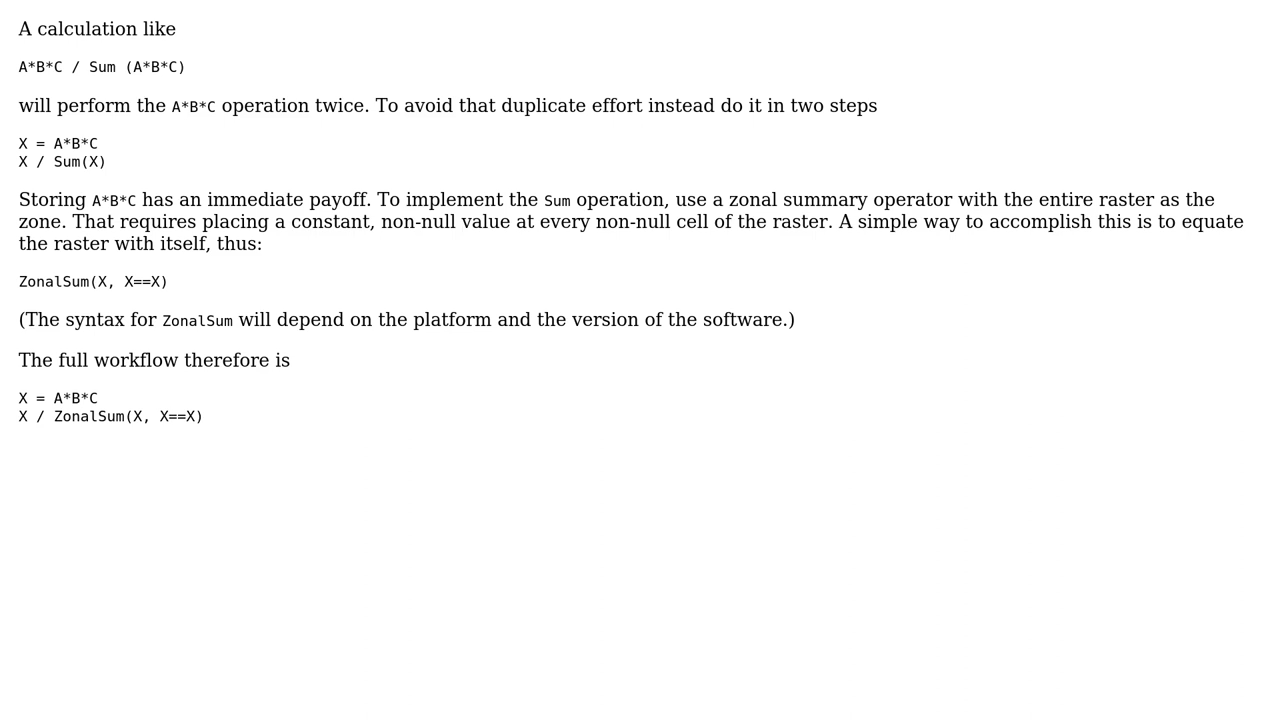 A calculation like
A*B*C / Sum (A*B*C)
will perform the A*B*C operation twice. To avoid that duplicate effort instead do it in two steps
X = A*B*C
X / Sum(X)
Storing A*B*C has an immediate payoff. To implement the Sum operation, use a zonal summary operator with the entire raster as the
zone. That requires placing a constant, non-null value at every non-null cell of the raster. A simple way to accomplish this is to equate
the raster with itself, thus:
ZonalSum(X, X==X)
(The syntax for ZonalSum will depend on the platform and the version of the software.)
The full workflow therefore is
X = A*B*C
X / ZonalSum(X, X==X)